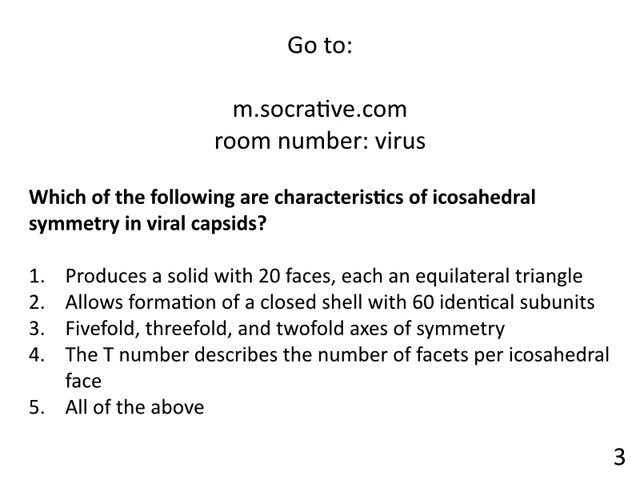 Go to:
m.socrative.com
room number: virus
Which of the following are characteristics of icosahedral
symmetry in viral capsids?
1. Produces a solid with 20 faces, each an equilateral triangle
2. Allows formation of a closed shell with 60 identical subunits
3. Fivefold, threefold, and twofold axes of symmetry
4. The T number describes the number of facets per icosahedral
face
5. All of the above
3